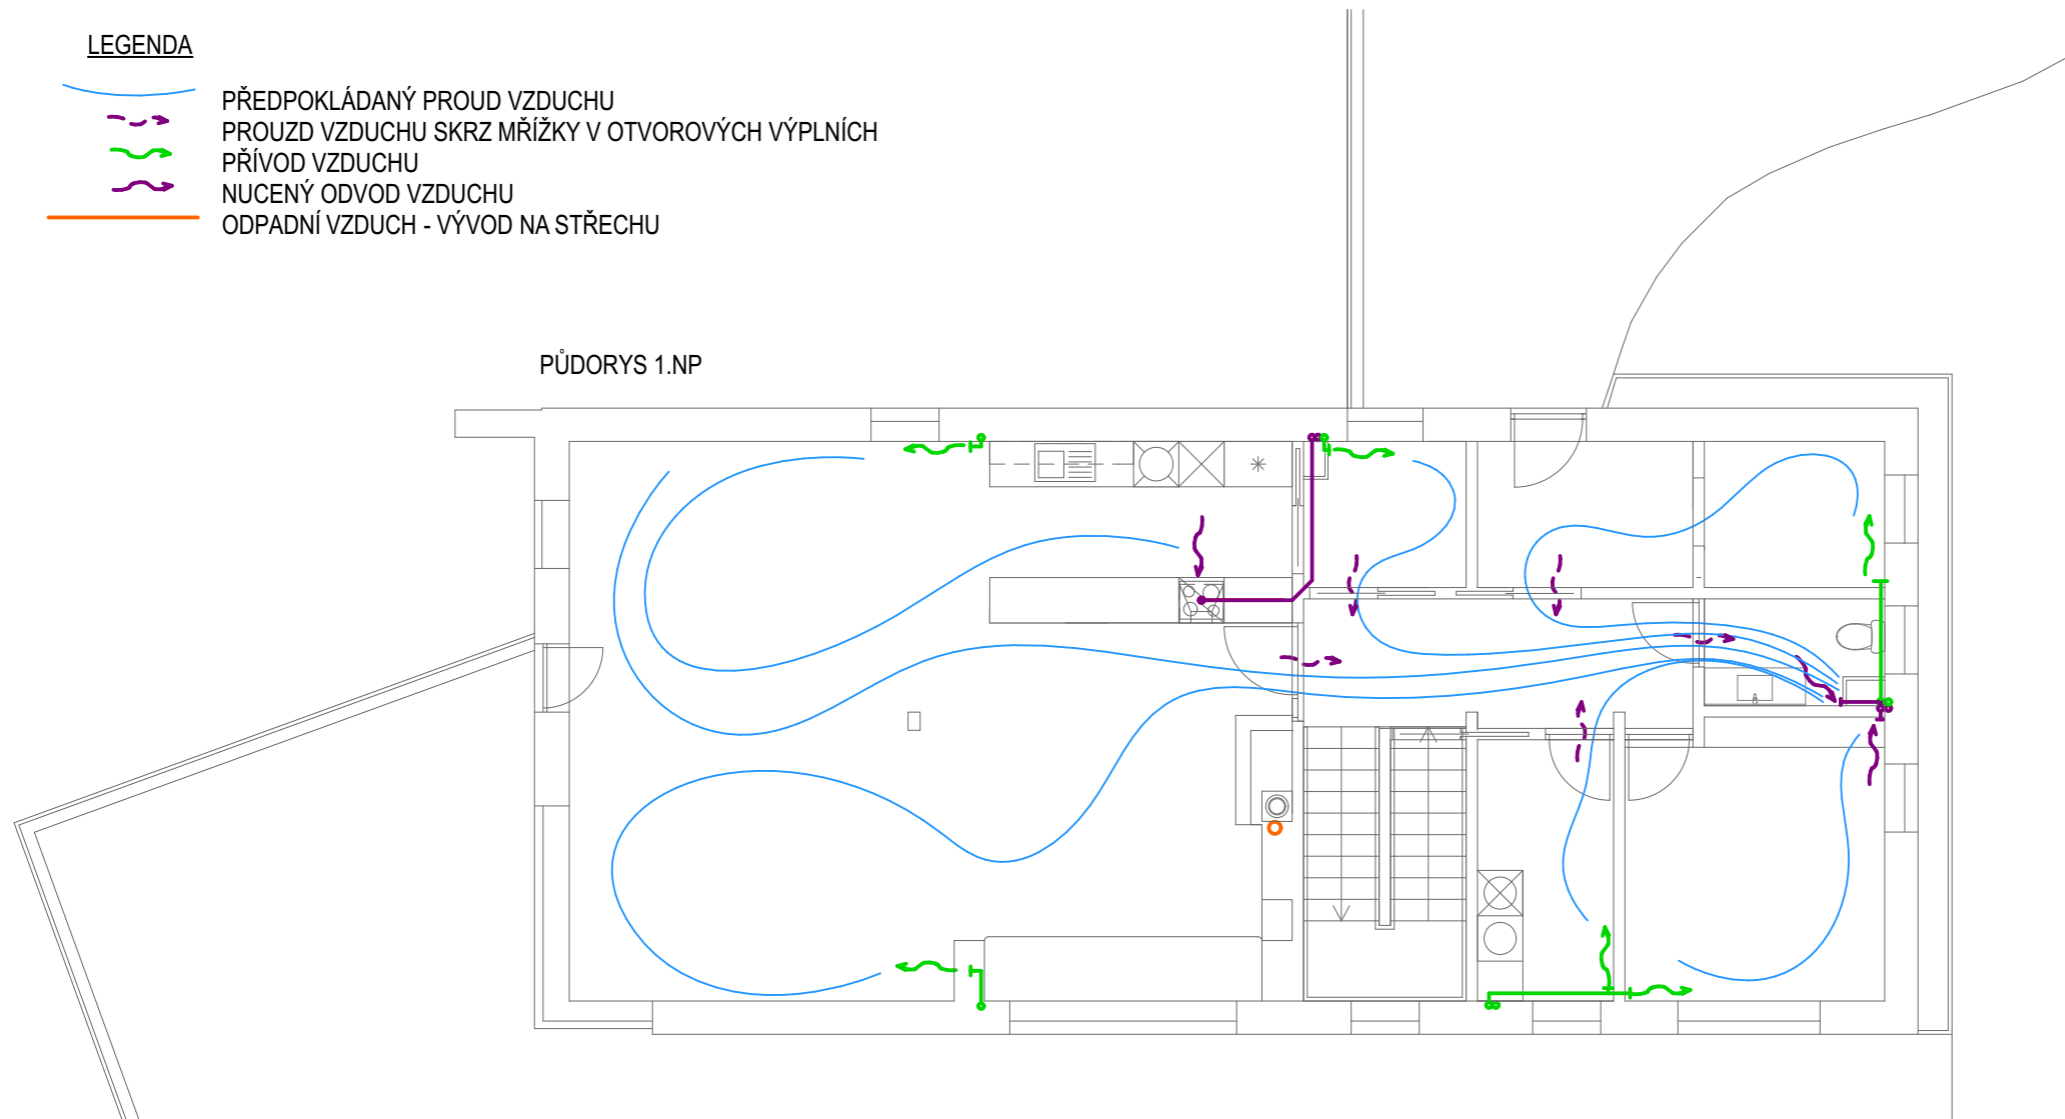 LEGENDA
PŘEDPOKLÁDANÝ PROUD VZDUCHU
PROUZD VZDUCHU SKRZ MŘÍŽKY V OTVOROVÝCH VÝPLNÍCH
PŘÍVOD VZDUCHU
NUCENÝ ODVOD VZDUCHU
ODPADNÍ VZDUCH - VÝVOD NA STŘECHU
PŮDORYS 1.NP